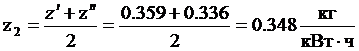 z₂ = (z' + z'')/2 = (0.359 + 0.336)/2 = 0.348 кг/(кВт · ч)